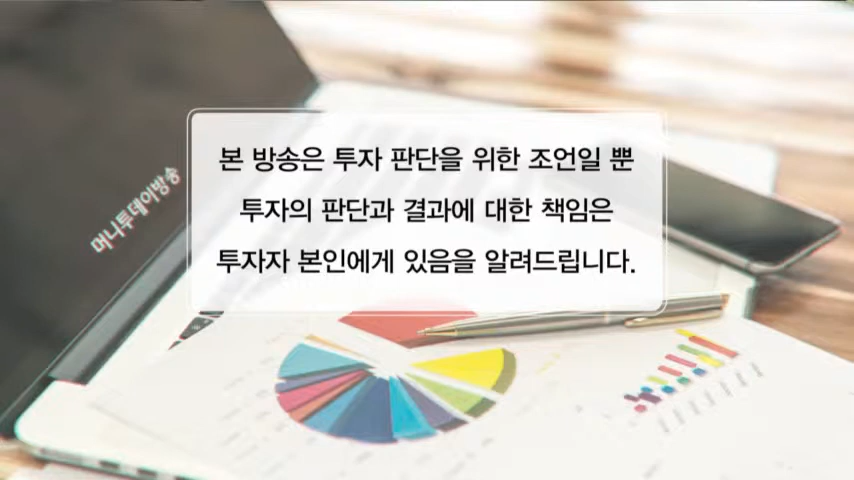 본 방송은 투자 판단을 위한 조언일 뿐
투자의 판단과 결과에 대한 책임은
투자자 본인에게 있음을 알려드립니다.
머니투데이방송